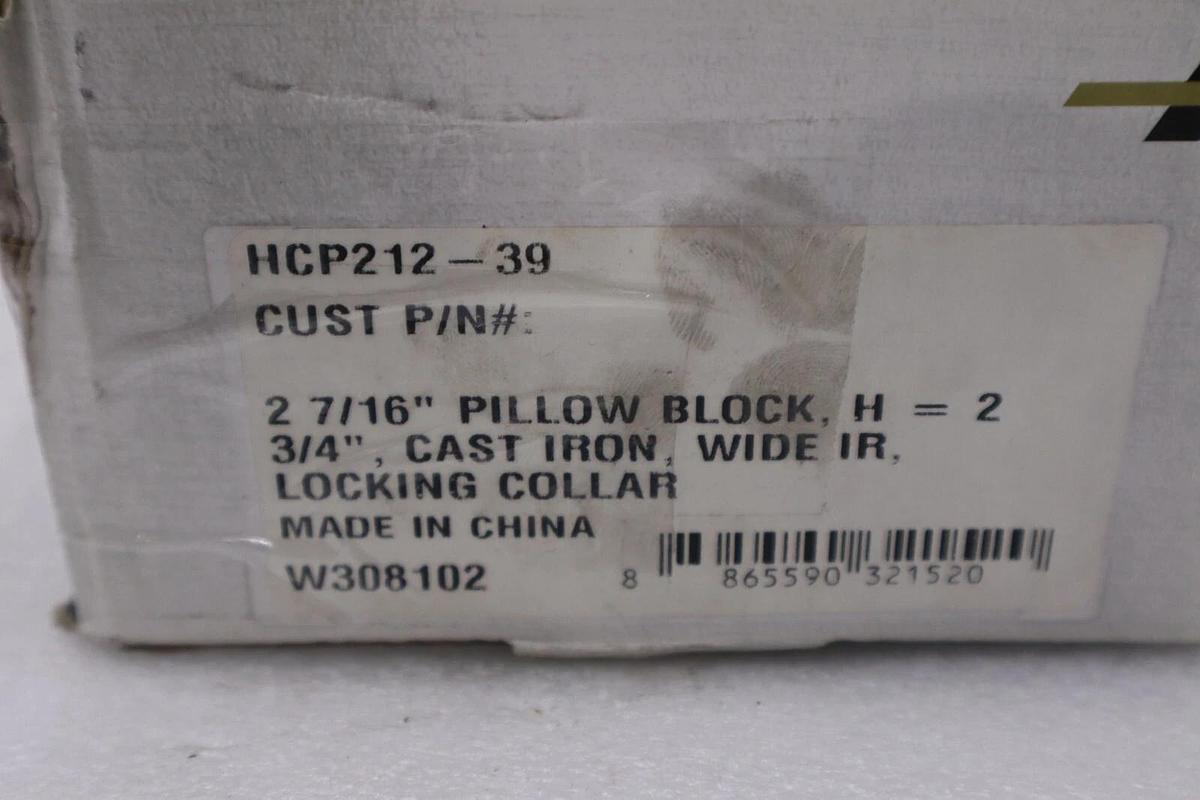 HCP212-39
CUST P/N#:
2 7/16" PILLOW BLOCK, H = 2
3/4", CAST IRON, WIDE IR,
LOCKING COLLAR
MADE IN CHINA
W308102
8 865590 321520